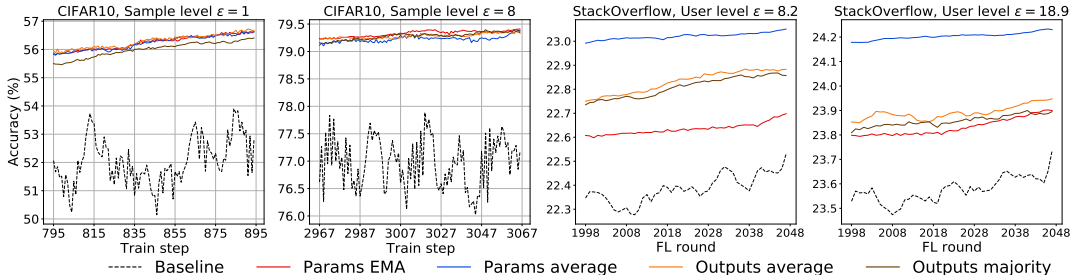 CIFAR10, Sample level ε = 1
CIFAR10, Sample level ε = 8
StackOverflow, User level ε = 8.2
StackOverflow, User level ε = 18.9
Accuracy (%)
57
56
55
54
53
52
51
50
795 815 835 855 875 895
Train step
79.5
79.0
78.5
78.0
77.5
77.0
76.5
76.0
2967 2987 3007 3027 3047 3067
Train step
23.0
22.9
22.8
22.7
22.6
22.5
22.4
22.3
1998 2008 2018 2028 2038 2048
FL round
24.2
24.1
24.0
23.9
23.8
23.7
23.6
23.5
1998 2008 2018 2028 2038 2048
FL round
Baseline Params EMA Params average Outputs average Outputs majority